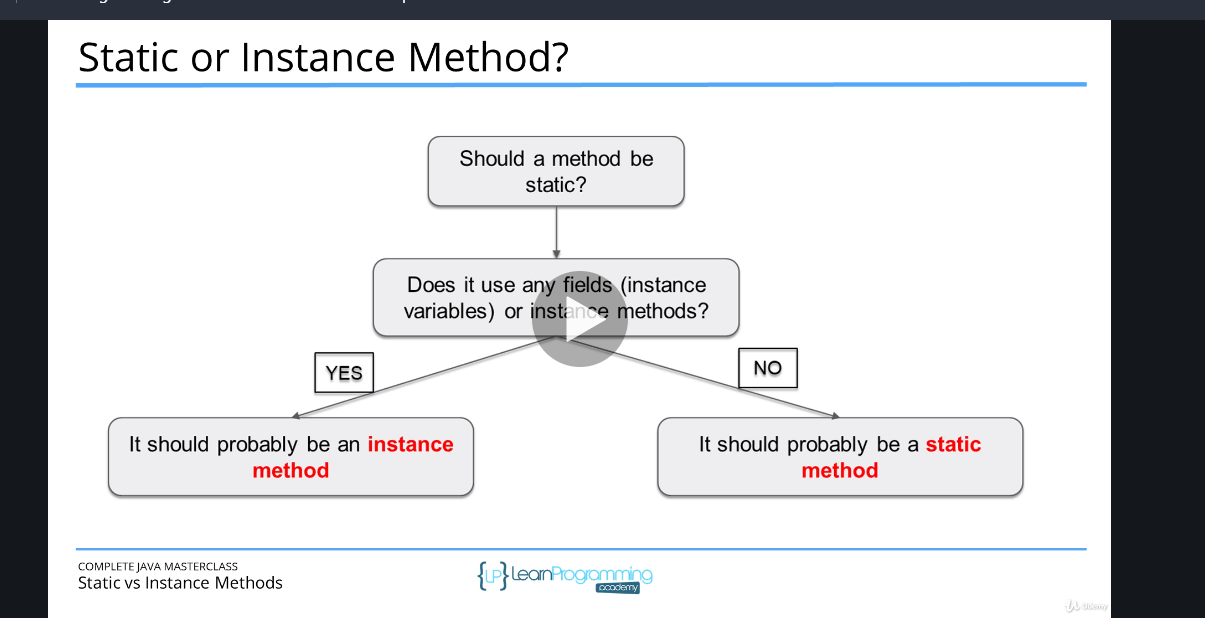 Static or Instance Method?
Should a method be
static?
Does it use any fields (instance
variables) or instance methods?
YES
NO
It should probably be an instance
method
It should probably be a static
method
COMPLETE JAVA MASTERCLASS
Static vs Instance Methods
{LP} LearnProgramming
academy
Udemy